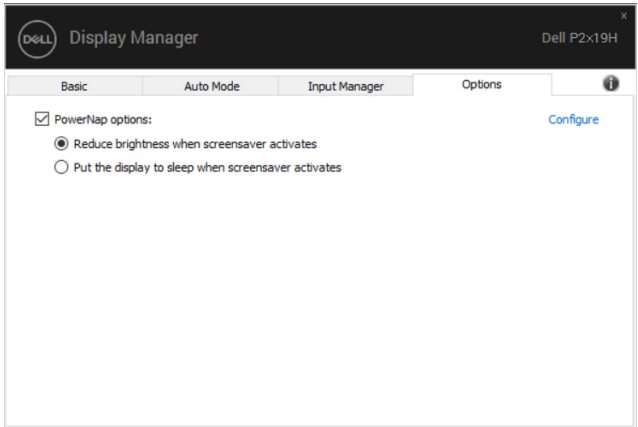 x
DELL Display Manager Dell P2x19H
Basic Auto Mode Input Manager Options i
PowerNap options: Configure
Reduce brightness when screensaver activates
Put the display to sleep when screensaver activates